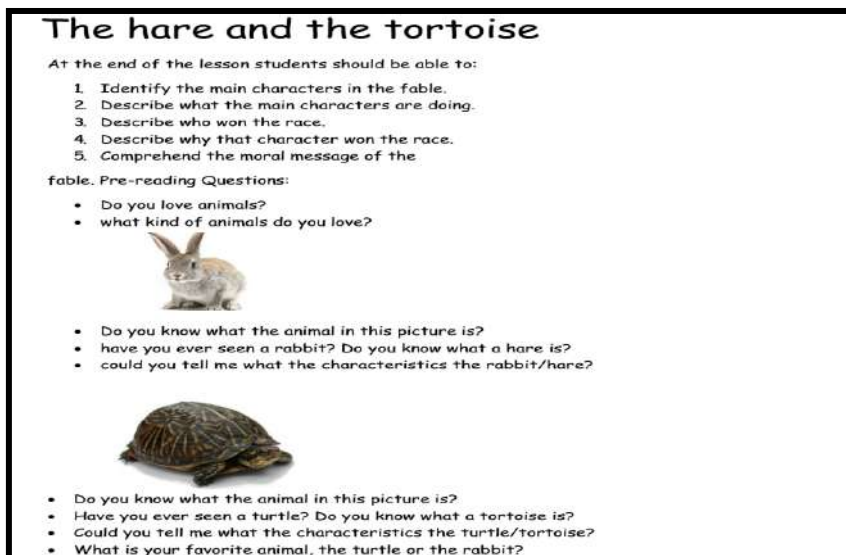 The hare and the tortoise
At the end of the lesson students should be able to:
1. Identify the main characters in the fable.
2. Describe what the main characters are doing.
3. Describe who won the race.
4. Describe why that character won the race.
5. Comprehend the moral message of the
fable. Pre-reading Questions:
• Do you love animals?
• what kind of animals do you love?
• Do you know what the animal in this picture is?
• have you ever seen a rabbit? Do you know what a hare is?
• could you tell me what the characteristics the rabbit/hare?
• Do you know what the animal in this picture is?
• Have you ever seen a turtle? Do you know what a tortoise is?
• Could you tell me what the characteristics the turtle/tortoise?
• What is your favorite animal, the turtle or the rabbit?